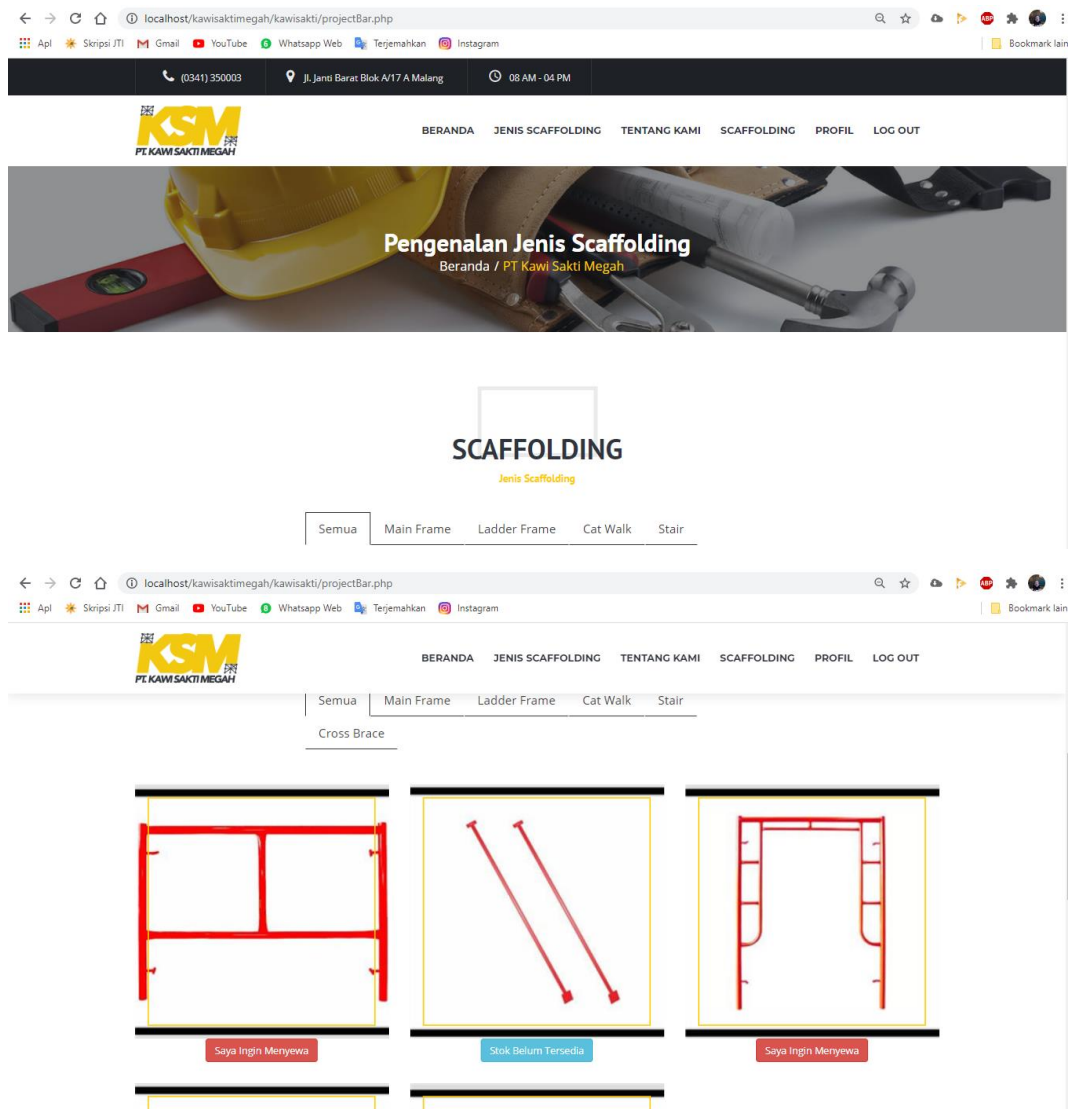 localhost/kawisaktimegah/kawisakti/projectBar.php
Apl Skripsi JTI Gmail YouTube Whatsapp Web Terjemahkan Instagram Bookmark lain
(0341) 350003 Jl. Janti Barat Blok A/17 A Malang 08 AM - 04 PM
KSM
PT. KAWI SAKTI MEGAH
BERANDA JENIS SCAFFOLDING TENTANG KAMI SCAFFOLDING PROFIL LOG OUT
Pengenalan Jenis Scaffolding
Beranda / PT Kawi Sakti Megah
SCAFFOLDING
Jenis Scaffolding
Semua Main Frame Ladder Frame Cat Walk Stair
localhost/kawisaktimegah/kawisakti/projectBar.php
Apl Skripsi JTI Gmail YouTube Whatsapp Web Terjemahkan Instagram Bookmark lain
KSM
PT. KAWI SAKTI MEGAH
BERANDA JENIS SCAFFOLDING TENTANG KAMI SCAFFOLDING PROFIL LOG OUT
Semua Main Frame Ladder Frame Cat Walk Stair
Cross Brace
Saya Ingin Menyewa Stok Belum Tersedia Saya Ingin Menyewa